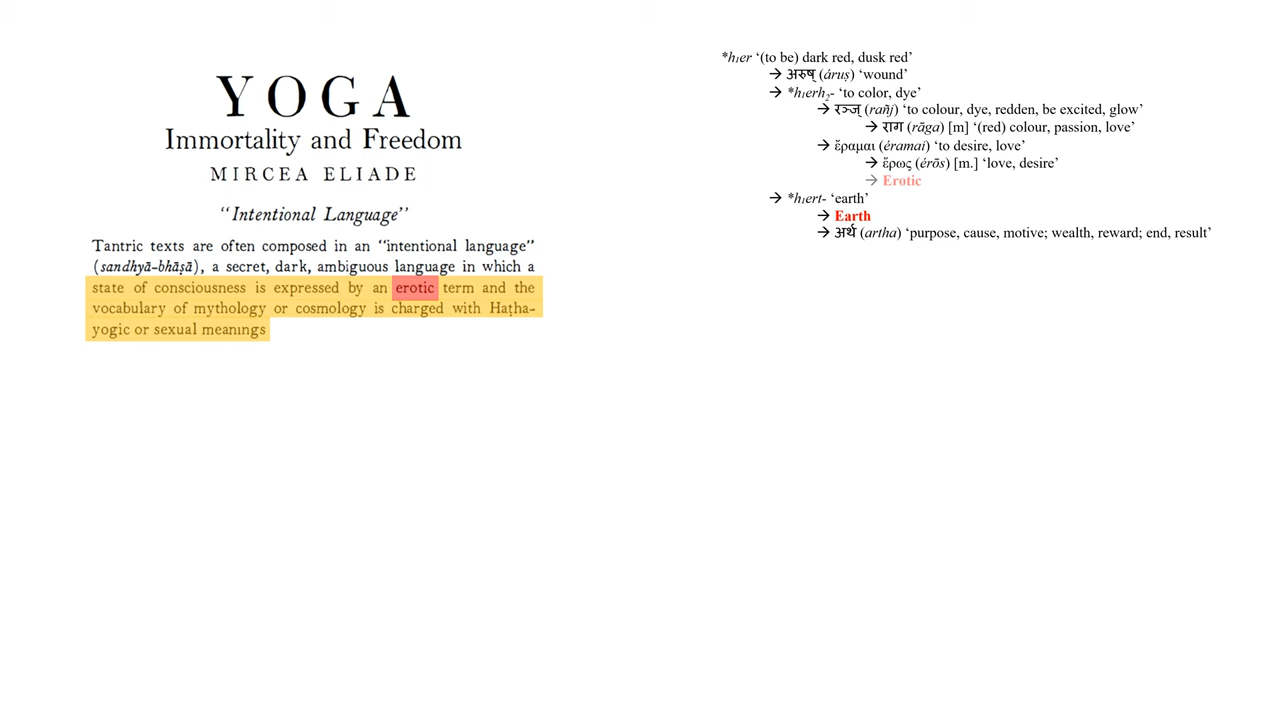 YOGA
Immortality and Freedom
MIRCEA ELIADE
"Intentional Language"
Tantric texts are often composed in an "intentional language"
(sandhyā-bhāṣā), a secret, dark, ambiguous language in which a
state of consciousness is expressed by an erotic term and the
vocabulary of mythology or cosmology is charged with Haṭha-
yogic or sexual meanings
*h₁er '(to be) dark red, dusk red'
→ अरुष् (áruṣ) 'wound'
→ *h₁erh₂- 'to color, dye'
→ रञ्ज् (rañj) 'to colour, dye, redden, be excited, glow'
→ राग (rāga) [m] '(red) colour, passion, love'
→ ἔραμαι (éramai) 'to desire, love'
→ ἔρως (érōs) [m.] 'love, desire'
→ Erotic
→ *h₁ert- 'earth'
→ Earth
→ अर्थ (artha) 'purpose, cause, motive; wealth, reward; end, result'